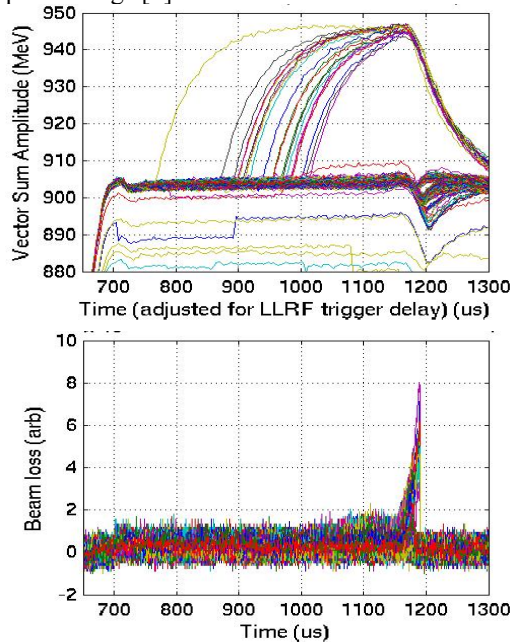 950
940
930
920
910
900
890
880
Vector Sum Amplitude (MeV)
700 800 900 1000 1100 1200 1300
Time (adjusted for LLRF trigger delay) (us)
10
8
6
4
2
0
-2
Beam loss (arb)
700 800 900 1000 1100 1200 1300
Time (us)